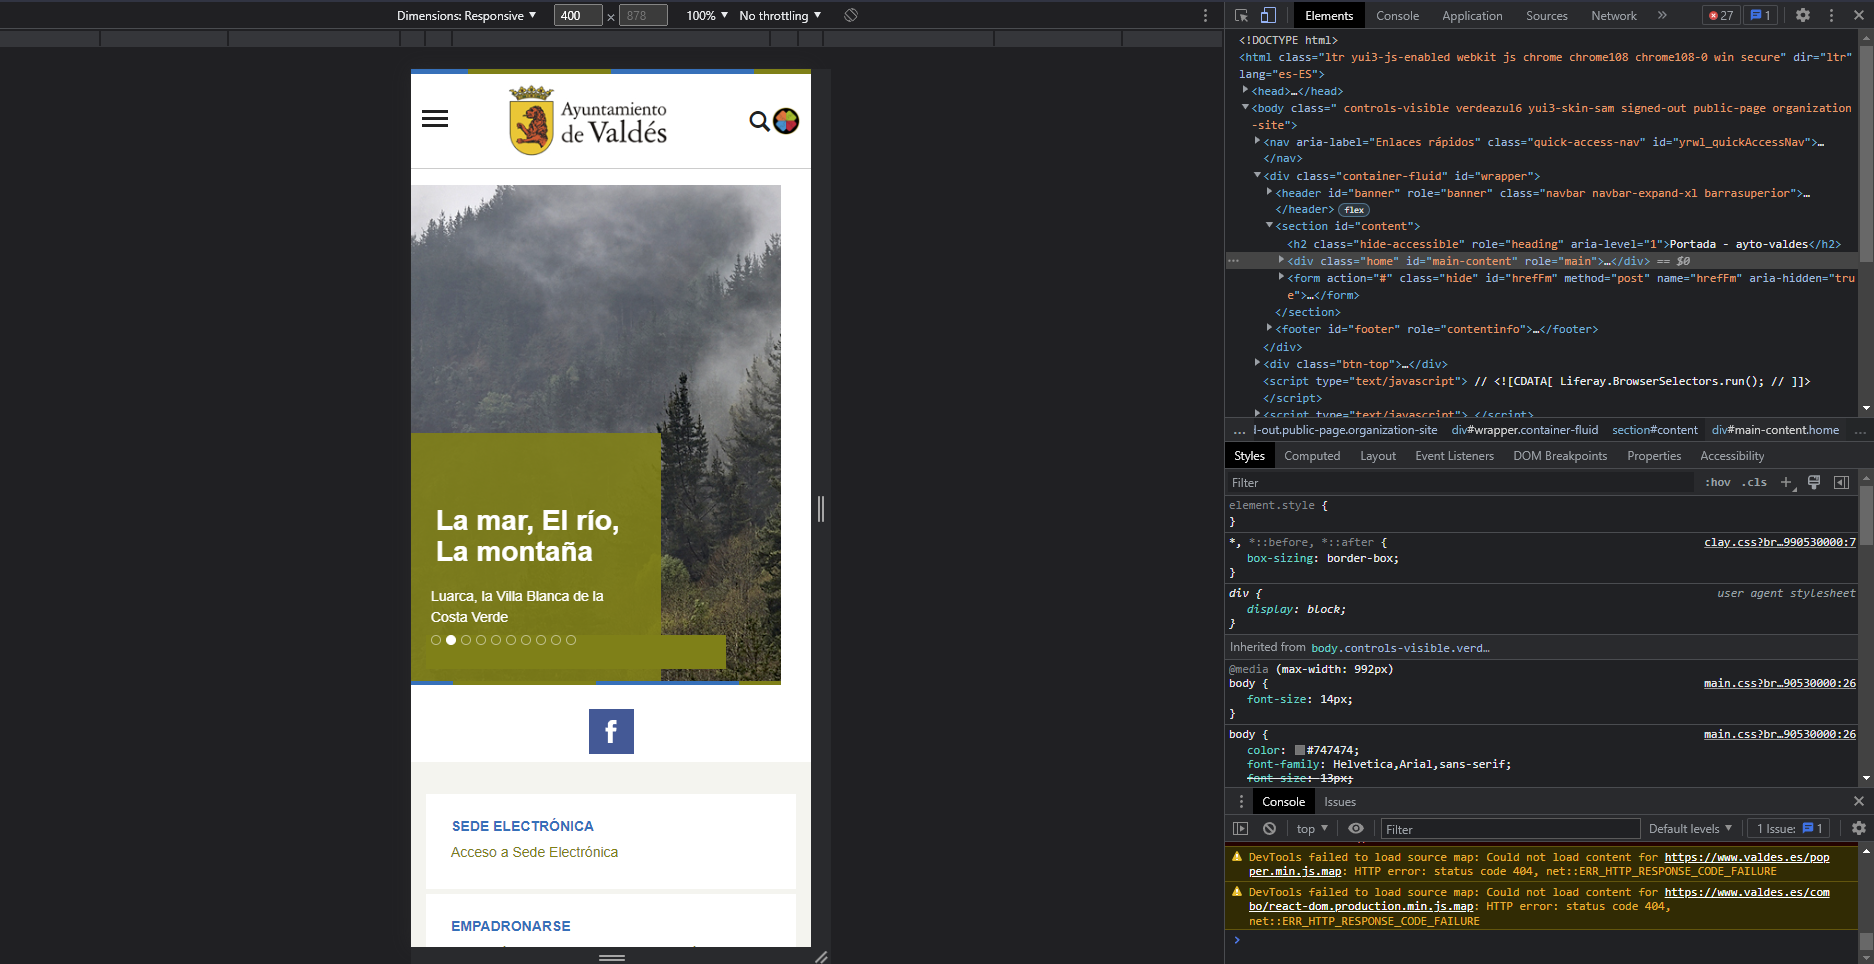 Dimensions: Responsive ▼ 400 × 878 100% ▼ No throttling ▼
Ayuntamiento
de Valdés
La mar, El río,
La montaña
Luarca, la Villa Blanca de la
Costa Verde
f
SEDE ELECTRÓNICA
Acceso a Sede Electrónica
EMPADRONARSE
Elements Console Application Sources Network » 27 1
<!DOCTYPE html>
<html class="ltr yui3-js-enabled webkit js chrome chrome108 chrome108-0 win secure" dir="ltr"
lang="es-ES">
<head>…</head>
<body class=" controls-visible verdeazul6 yui3-skin-sam signed-out public-page organization
-site">
<nav aria-label="Enlaces rápidos" class="quick-access-nav" id="yrwl_quickAccessNav">…
</nav>
<div class="container-fluid" id="wrapper">
<header id="banner" role="banner" class="navbar navbar-expand-xl barrasuperior">…
</header> flex
<section id="content">
<h2 class="hide-accessible" role="heading" aria-level="1">Portada - ayto-valdes</h2>
… <div class="home" id="main-content" role="main">…</div> == $0
<form action="#" class="hide" id="hrefFm" method="post" name="hrefFm" aria-hidden="tru
e">…</form>
</section>
<footer id="footer" role="contentinfo">…</footer>
</div>
<div class="btn-top">…</div>
<script type="text/javascript"> // <![CDATA[ Liferay.BrowserSelectors.run(); // ]]>
</script>
<script type="text/javascript"> </script>
… d-out.public-page.organization-site div#wrapper.container-fluid section#content div#main-content.home …
Styles Computed Layout Event Listeners DOM Breakpoints Properties Accessibility
Filter :hov .cls +
element.style {
}
*, *::before, *::after { clay.css?br…990530000:7
box-sizing: border-box;
}
div { user agent stylesheet
display: block;
}
Inherited from body.controls-visible.verd…
@media (max-width: 992px)
body { main.css?br…90530000:26
font-size: 14px;
}
body { main.css?br…90530000:26
color: #747474;
font-family: Helvetica,Arial,sans-serif;
font-size: 13px;
Console Issues
top ▼ Filter Default levels ▼ 1 Issue: 1
DevTools failed to load source map: Could not load content for https://www.valdes.es/pop
per.min.js.map: HTTP error: status code 404, net::ERR_HTTP_RESPONSE_CODE_FAILURE
DevTools failed to load source map: Could not load content for https://www.valdes.es/com
bo/react-dom.production.min.js.map: HTTP error: status code 404,
net::ERR_HTTP_RESPONSE_CODE_FAILURE